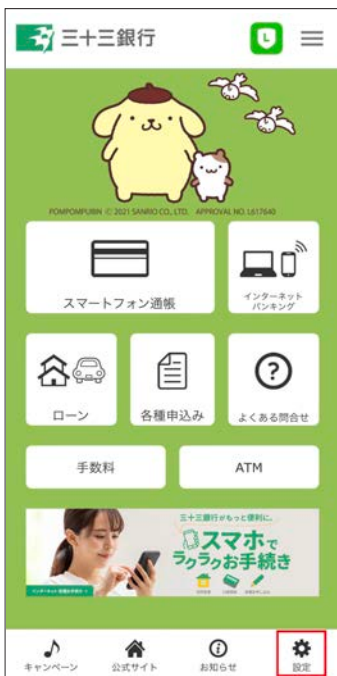 三十三銀行
L
POMPOMPURIN © 2021 SANRIO CO., LTD. APPROVAL NO. L617640
スマートフォン通帳
インターネット
バンキング
ローン
各種申込み
よくある問合せ
手数料
ATM
三十三銀行がもっと便利に。
スマホで
ラクラクお手続き
キャンペーン
公式サイト
お知らせ
設定